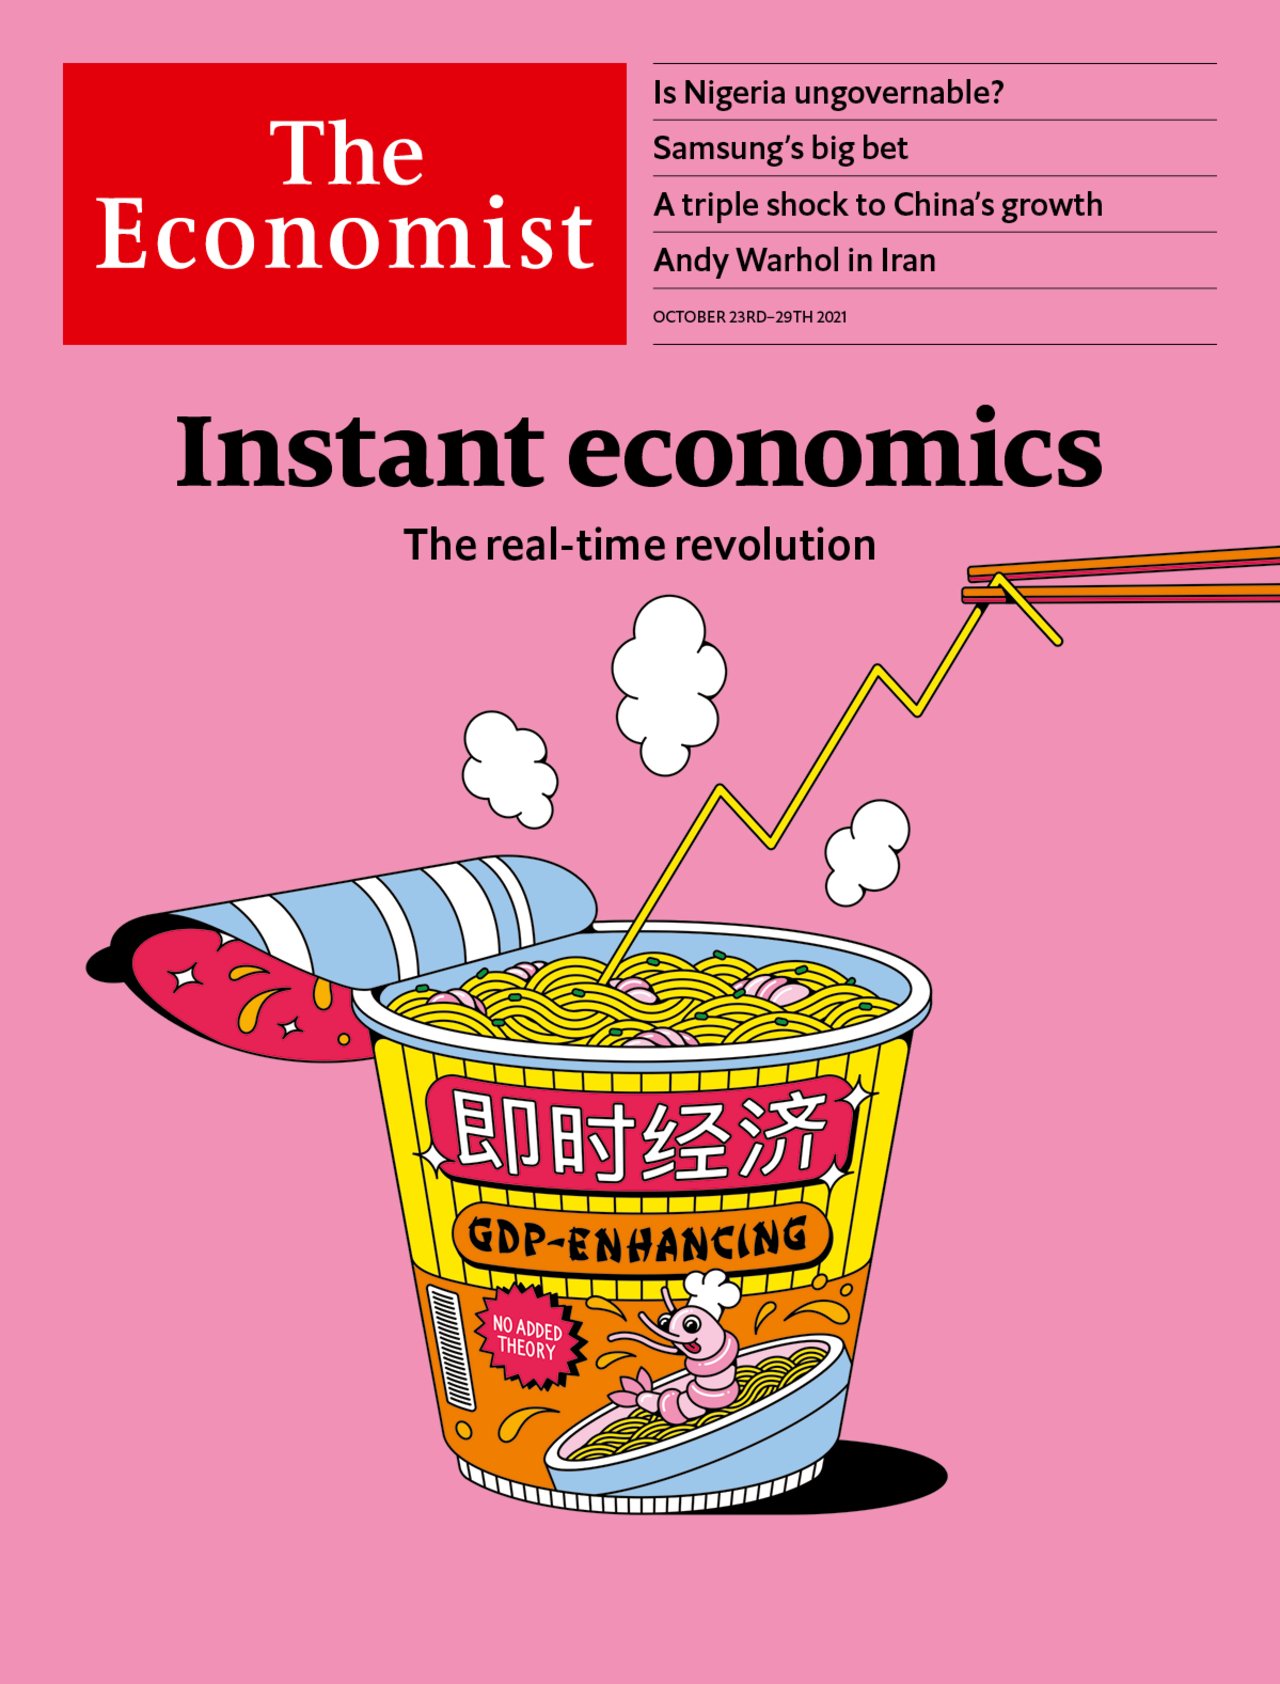 The
Economist
Is Nigeria ungovernable?
Samsung’s big bet
A triple shock to China’s growth
Andy Warhol in Iran
OCTOBER 23RD–29TH 2021
Instant economics
The real-time revolution
即时经济
GDP-ENHANCING
NO ADDED
THEORY